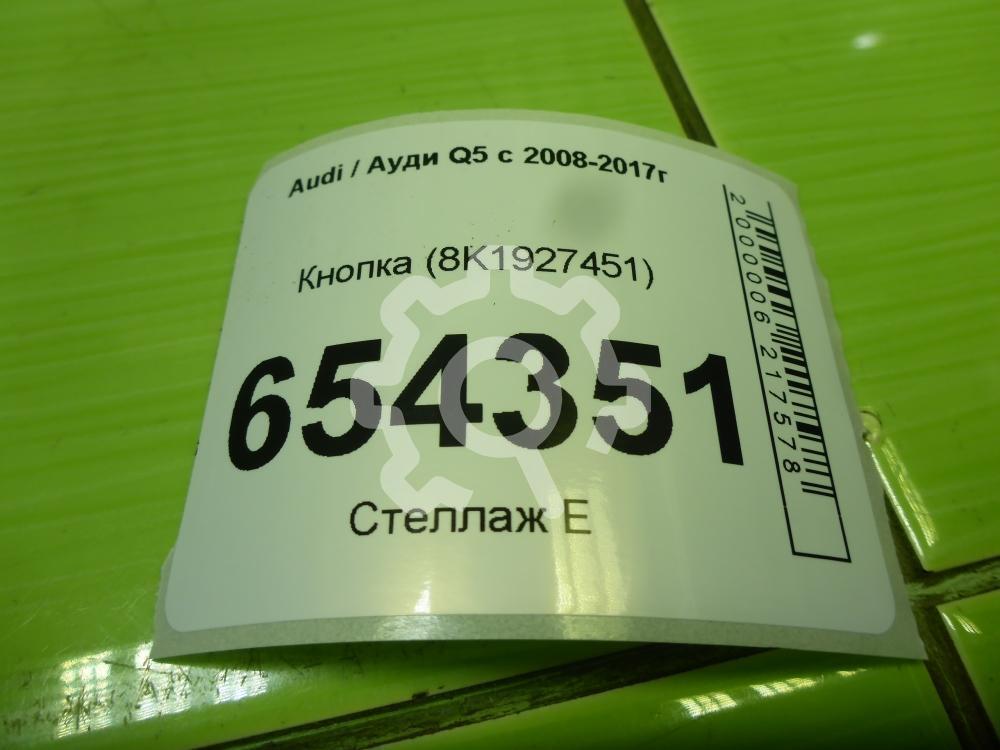 Audi / Ауди Q5 с 2008-2017г
Кнопка (8K1927451)
654351
Стеллаж Е
2000006217578